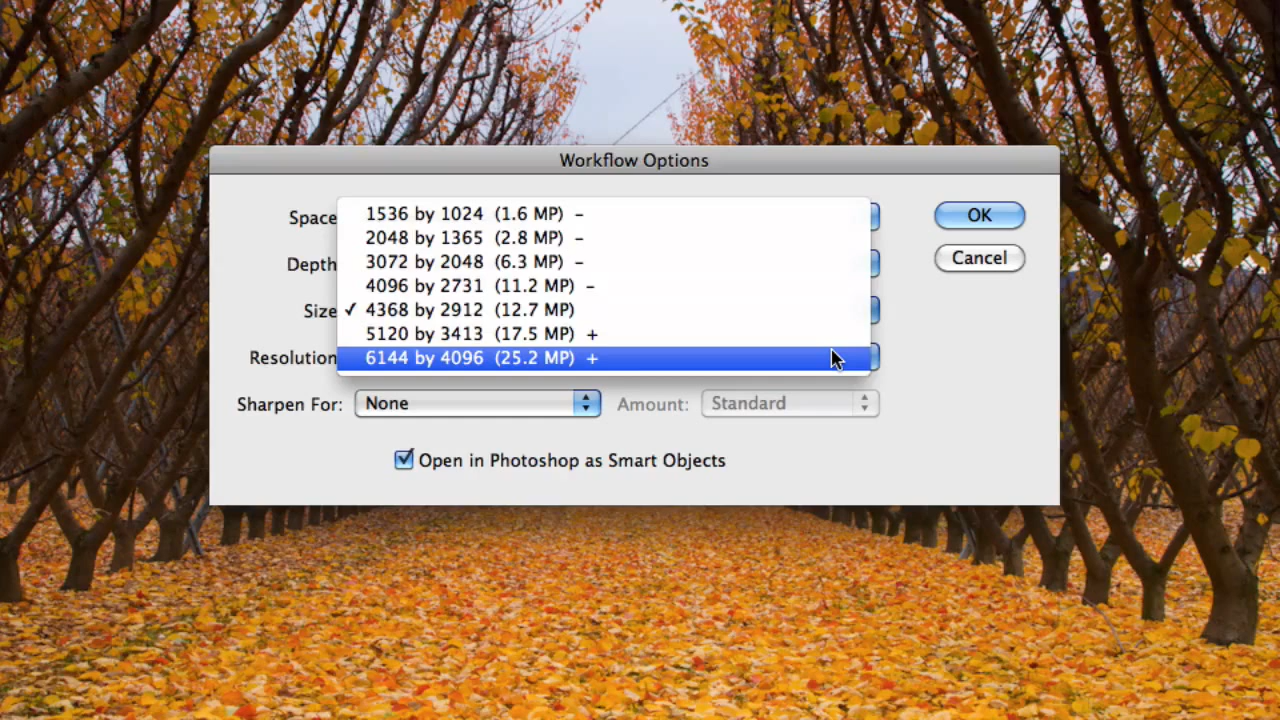 Workflow Options
Space
1536 by 1024 (1.6 MP) –
OK
2048 by 1365 (2.8 MP) –
Depth
3072 by 2048 (6.3 MP) –
Cancel
4096 by 2731 (11.2 MP) –
Size ✓ 4368 by 2912 (12.7 MP)
5120 by 3413 (17.5 MP) +
Resolution 6144 by 4096 (25.2 MP) +
Sharpen For: None Amount: Standard
Open in Photoshop as Smart Objects